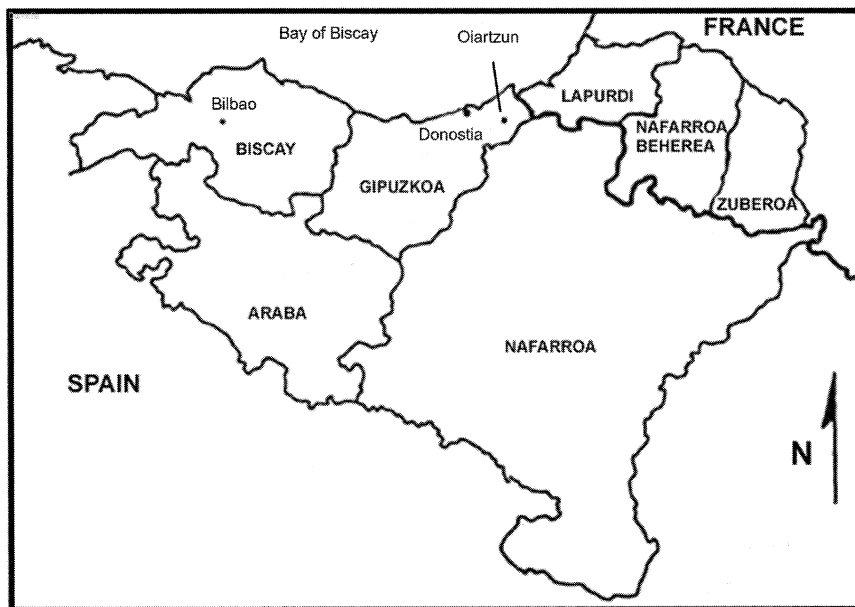 FRANCE
Bay of Biscay
Oiartzun
LAPURDI
Bilbao
NAFARROA
BEHEREA
Donostia
BISCAY
GIPUZKOA
ZUBEROA
ARABA
NAFARROA
SPAIN
N